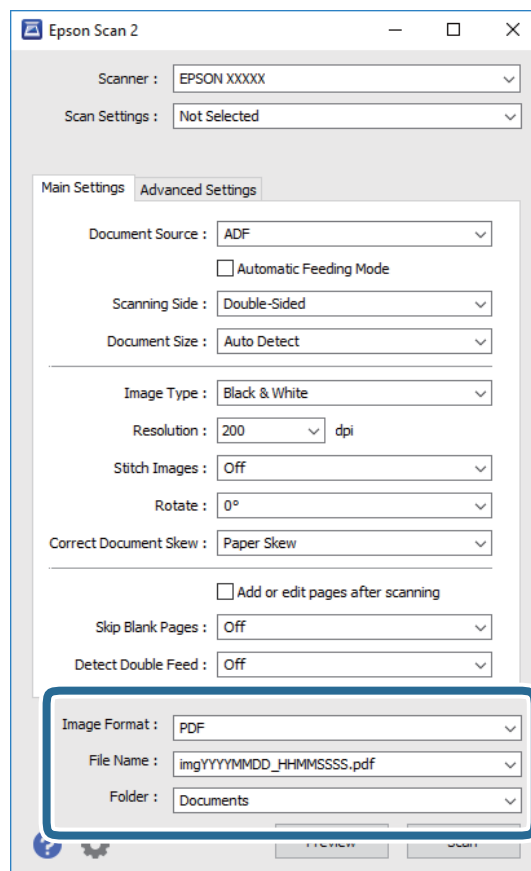 Epson Scan 2
Scanner : EPSON XXXXX
Scan Settings : Not Selected
Main Settings Advanced Settings
Document Source : ADF
Automatic Feeding Mode
Scanning Side : Double-Sided
Document Size : Auto Detect
Image Type : Black & White
Resolution : 200 dpi
Stitch Images : Off
Rotate : 0°
Correct Document Skew : Paper Skew
Add or edit pages after scanning
Skip Blank Pages : Off
Detect Double Feed : Off
Image Format : PDF
File Name : imgYYYYMMDD_HHMMSSSS.pdf
Folder : Documents
? Preview Scan